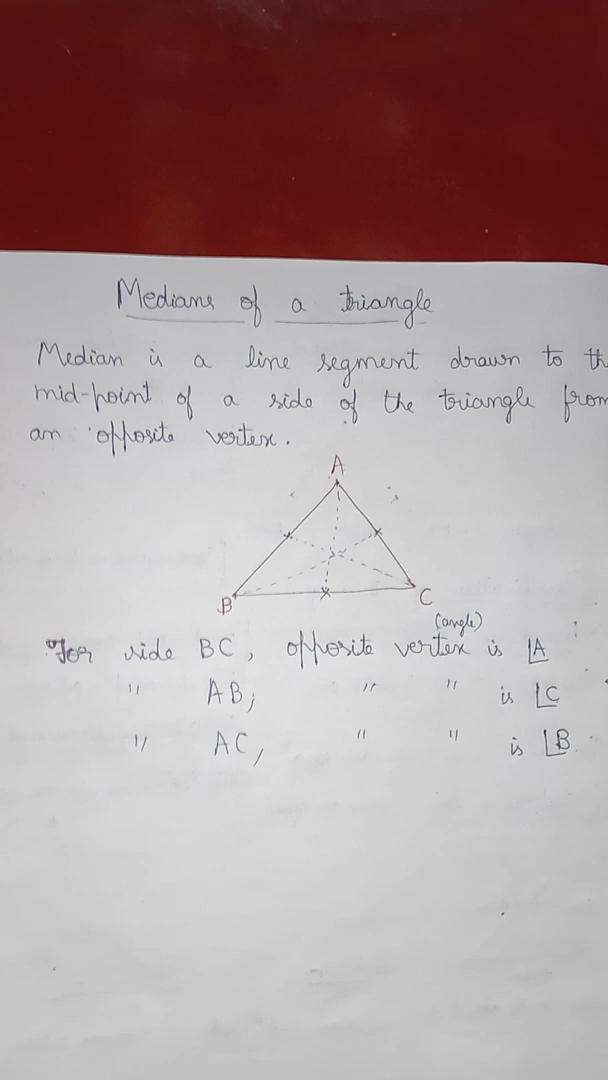 Medians of a triangle
Median is a line segment drawn to th
mid-point of a side of the triangle from
an opposite vertex.
A
B
C
(angle)
For side BC, opposite vertex is ∠A
" AB, " " is ∠C
" AC, " " is ∠B